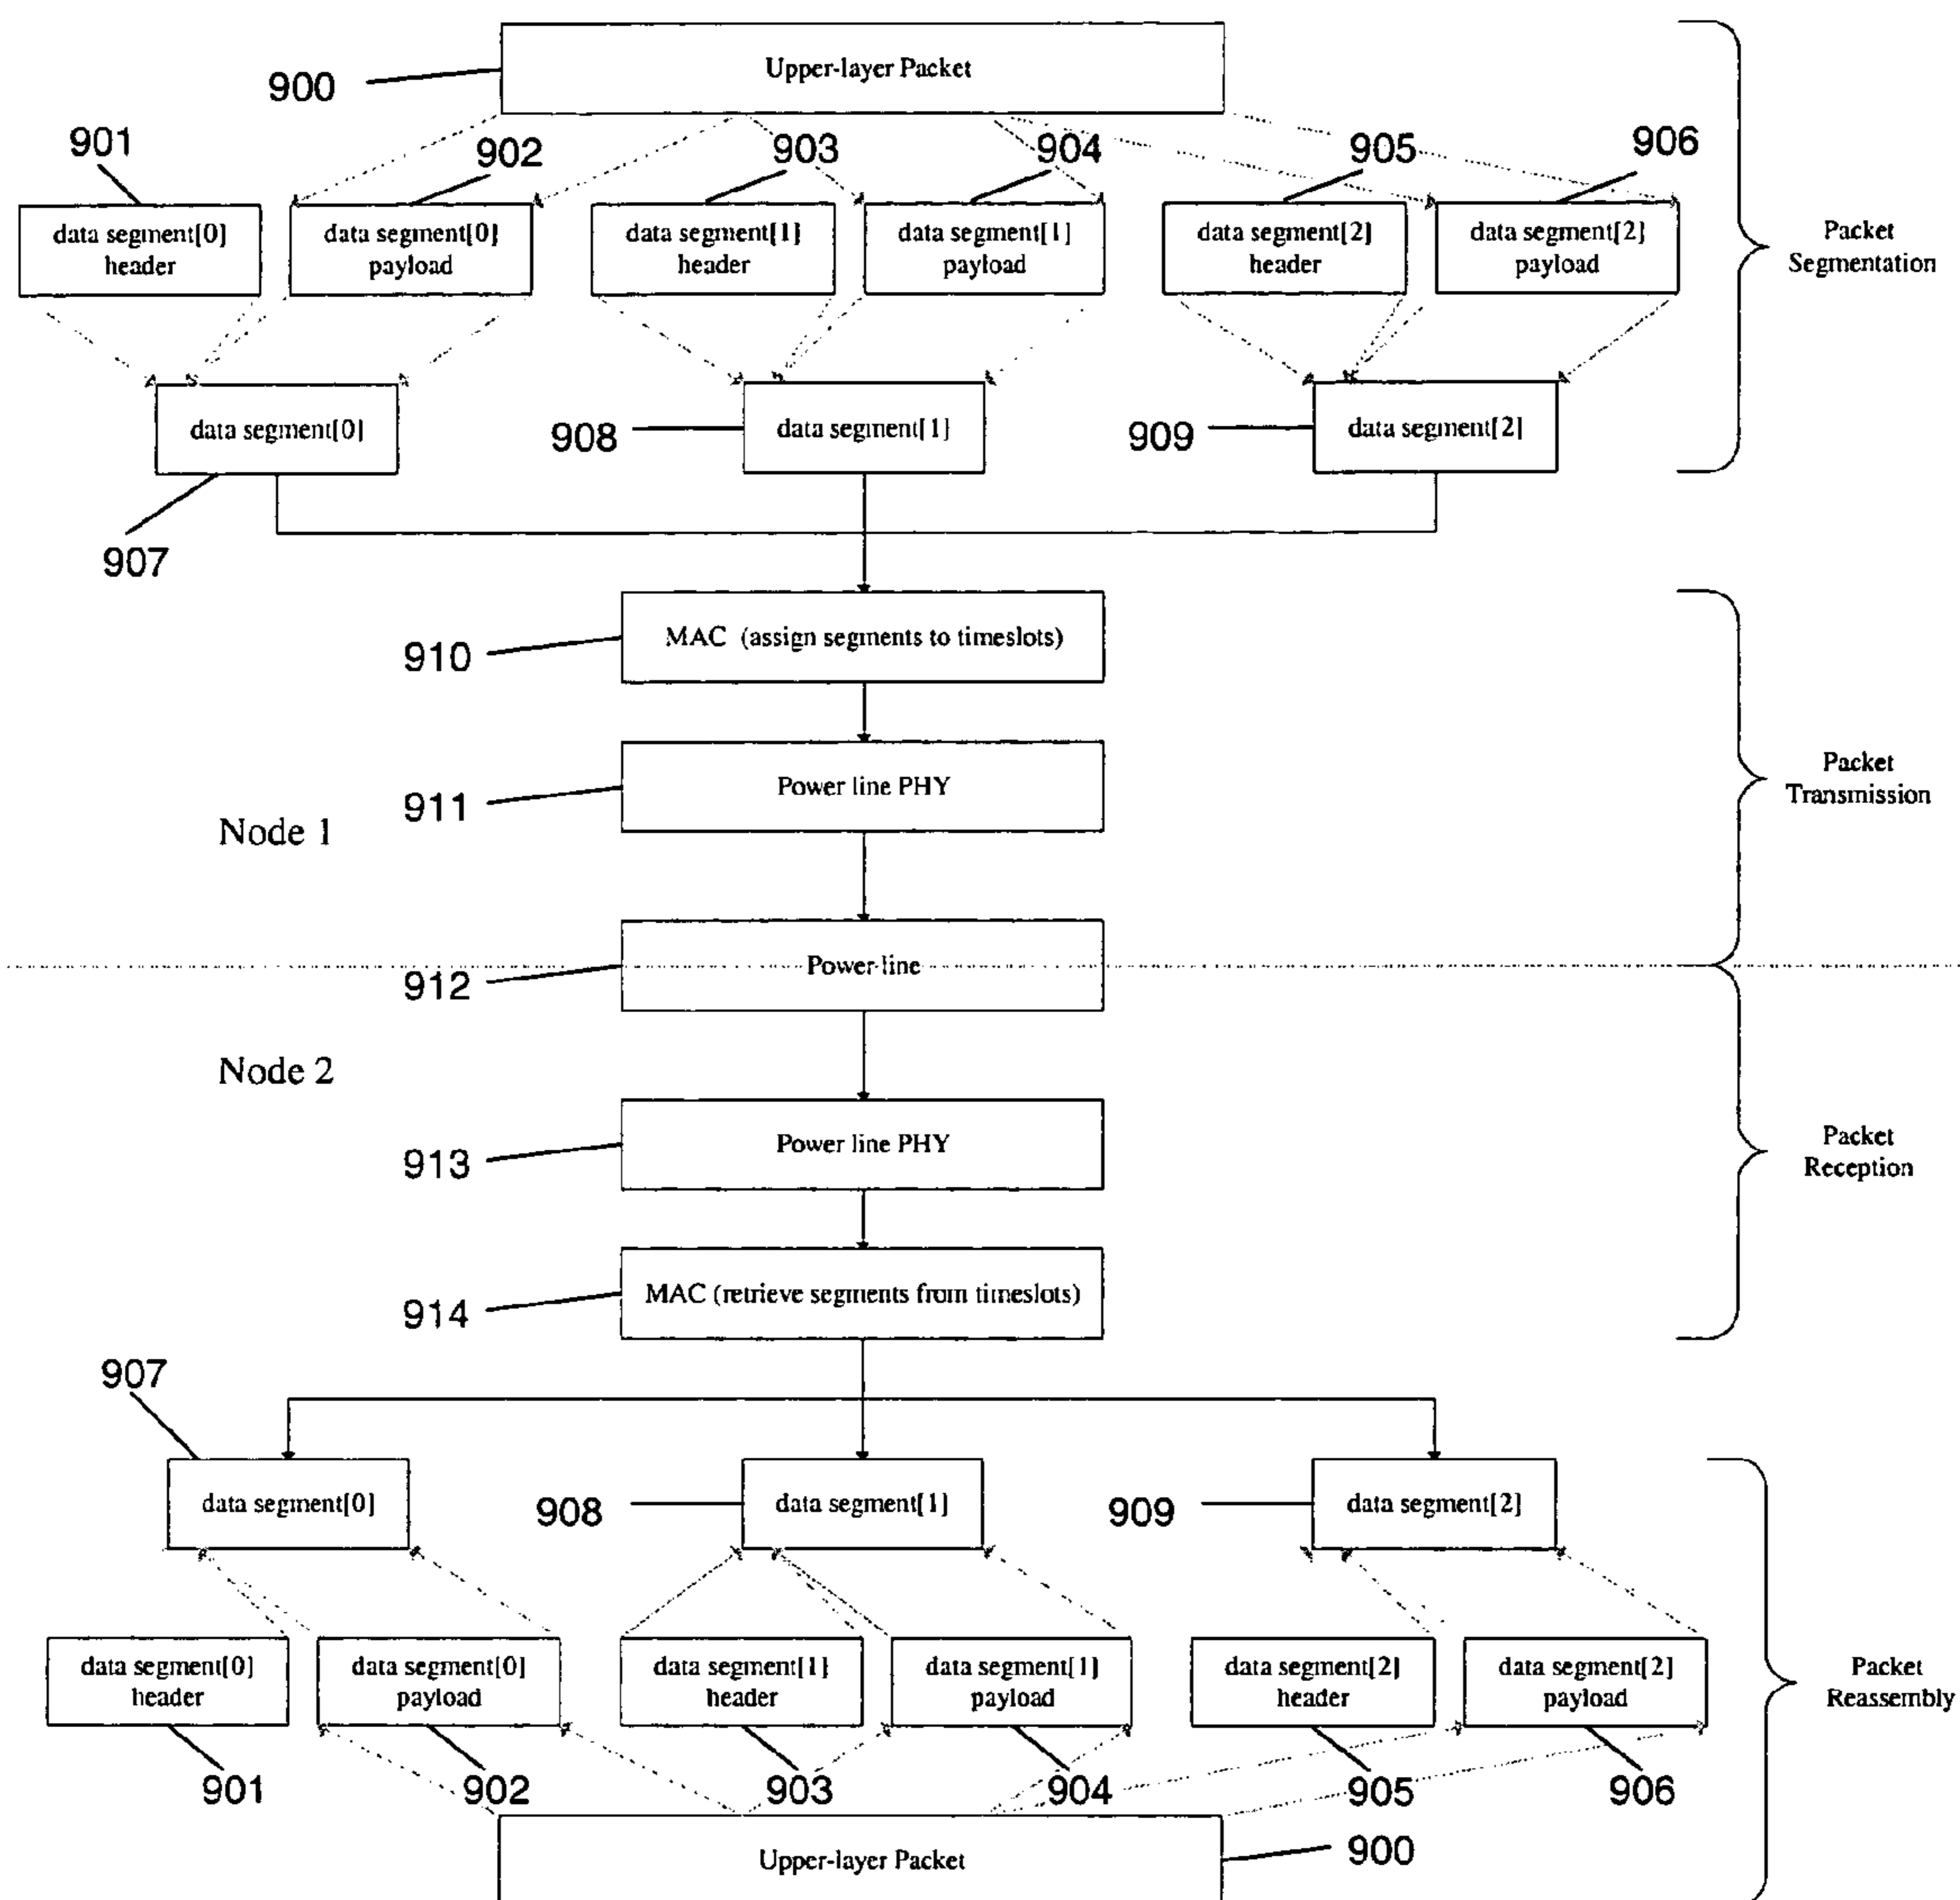 Upper-layer Packet
900
901
902
903
904
905
906
data segment[0]
header
data segment[0]
payload
data segment[1]
header
data segment[1]
payload
data segment[2]
header
data segment[2]
payload
Packet
Segmentation
data segment[0]
908
data segment[1]
909
data segment[2]
907
MAC (assign segments to timeslots)
910
Power line PHY
911
Packet
Transmission
Node 1
Power line
912
Node 2
Power line PHY
913
Packet
Reception
MAC (retrieve segments from timeslots)
914
907
data segment[0]
908
data segment[1]
909
data segment[2]
data segment[0]
header
data segment[0]
payload
data segment[1]
header
data segment[1]
payload
data segment[2]
header
data segment[2]
payload
Packet
Reassembly
901
902
903
904
905
906
Upper-layer Packet
900